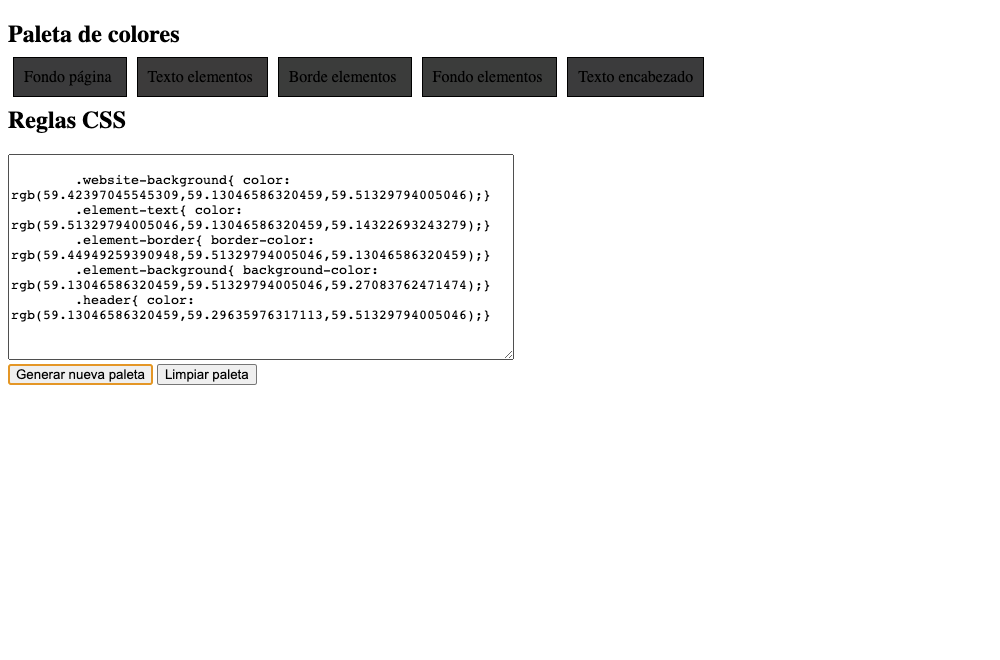 Paleta de colores
Fondo página Texto elementos Borde elementos Fondo elementos Texto encabezado
Reglas CSS
.website-background{ color:
rgb(59.42397045545309,59.13046586320459,59.51329794005046);}
.element-text{ color:
rgb(59.51329794005046,59.13046586320459,59.14322693243279);}
.element-border{ border-color:
rgb(59.44949259390948,59.51329794005046,59.13046586320459);}
.element-background{ background-color:
rgb(59.13046586320459,59.51329794005046,59.27083762471474);}
.header{ color:
rgb(59.13046586320459,59.29635976317113,59.51329794005046);}
Generar nueva paleta Limpiar paleta